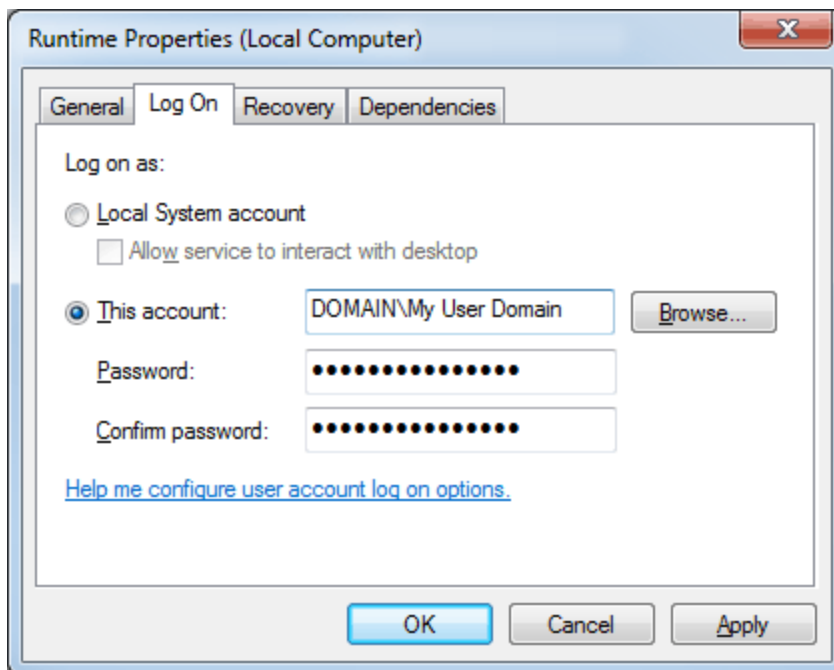 Runtime Properties (Local Computer)
General Log On Recovery Dependencies
Log on as:
Local System account
Allow service to interact with desktop
This account: DOMAIN\My User Domain Browse...
Password: •••••••••••••••
Confirm password: •••••••••••••••
Help me configure user account log on options.
OK Cancel Apply